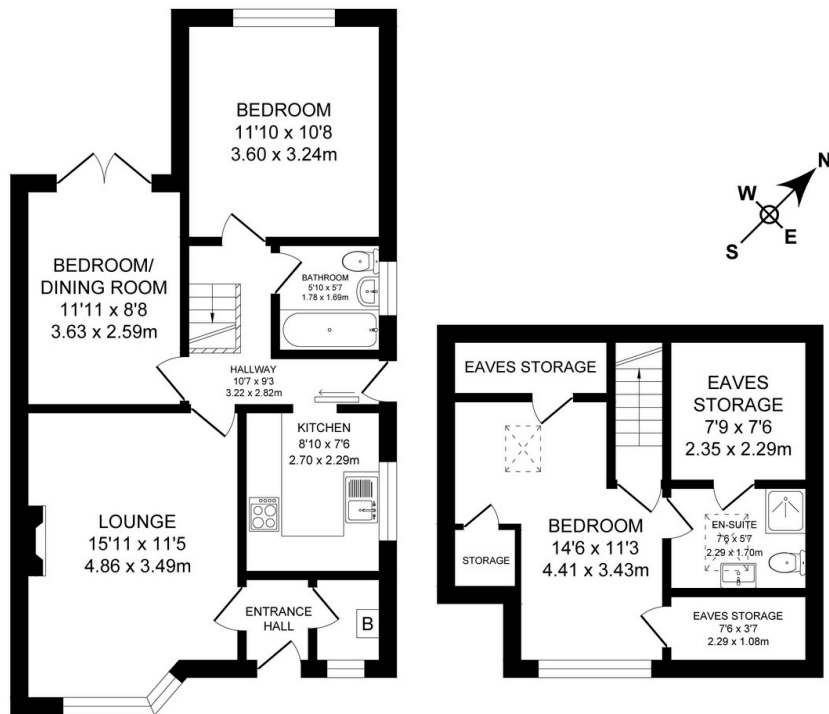 BEDROOM
11'10 x 10'8
3.60 x 3.24m
BEDROOM/
DINING ROOM
11'11 x 8'8
3.63 x 2.59m
BATHROOM
5'10 x 5'7
1.78 x 1.69m
HALLWAY
10'7 x 9'3
3.22 x 2.82m
KITCHEN
8'10 x 7'6
2.70 x 2.29m
LOUNGE
15'11 x 11'5
4.86 x 3.49m
ENTRANCE
HALL
B
N
W
E
S
EAVES STORAGE
EAVES
STORAGE
7'9 x 7'6
2.35 x 2.29m
BEDROOM
14'6 x 11'3
4.41 x 3.43m
STORAGE
EN-SUITE
7'6 x 5'7
2.29 x 1.70m
EAVES STORAGE
7'6 x 3'7
2.29 x 1.08m